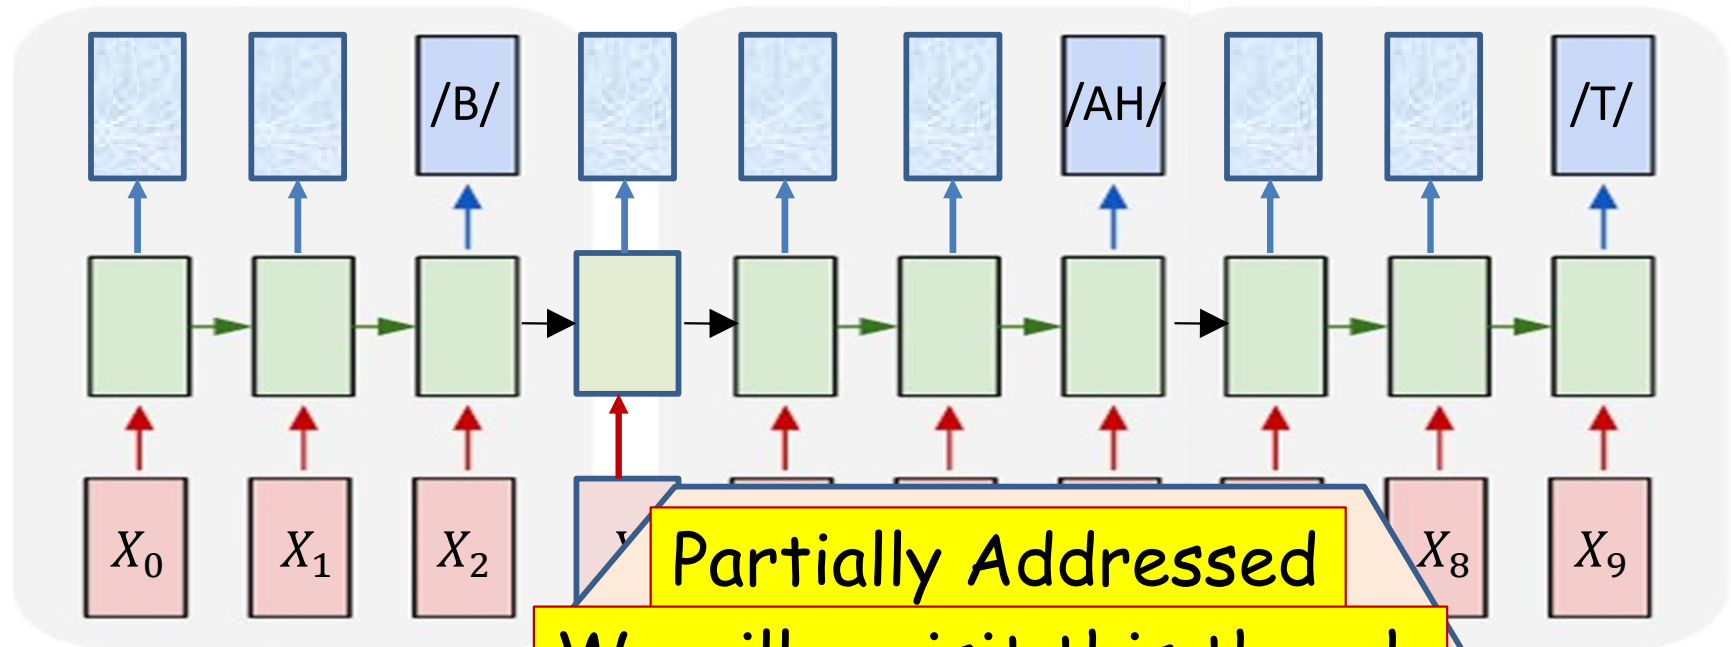 /B/ /AH/ /T/
X₀ X₁ X₂ X₈ X₉
Partially Addressed